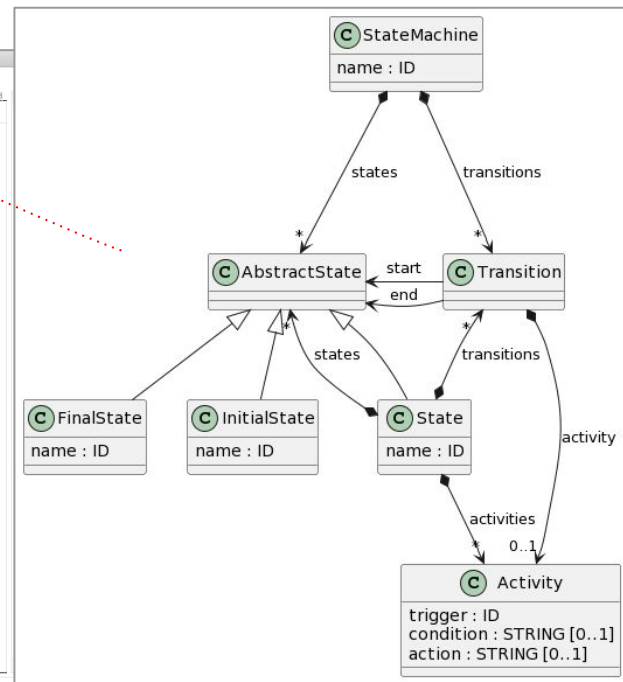 C StateMachine
name : ID
states
transitions
*
*
C AbstractState
start
end
C Transition
*
states
*
transitions
C FinalState
name : ID
C InitialState
name : ID
C State
name : ID
activity
activities
*
0..1
C Activity
trigger : ID
condition : STRING [0..1]
action : STRING [0..1]